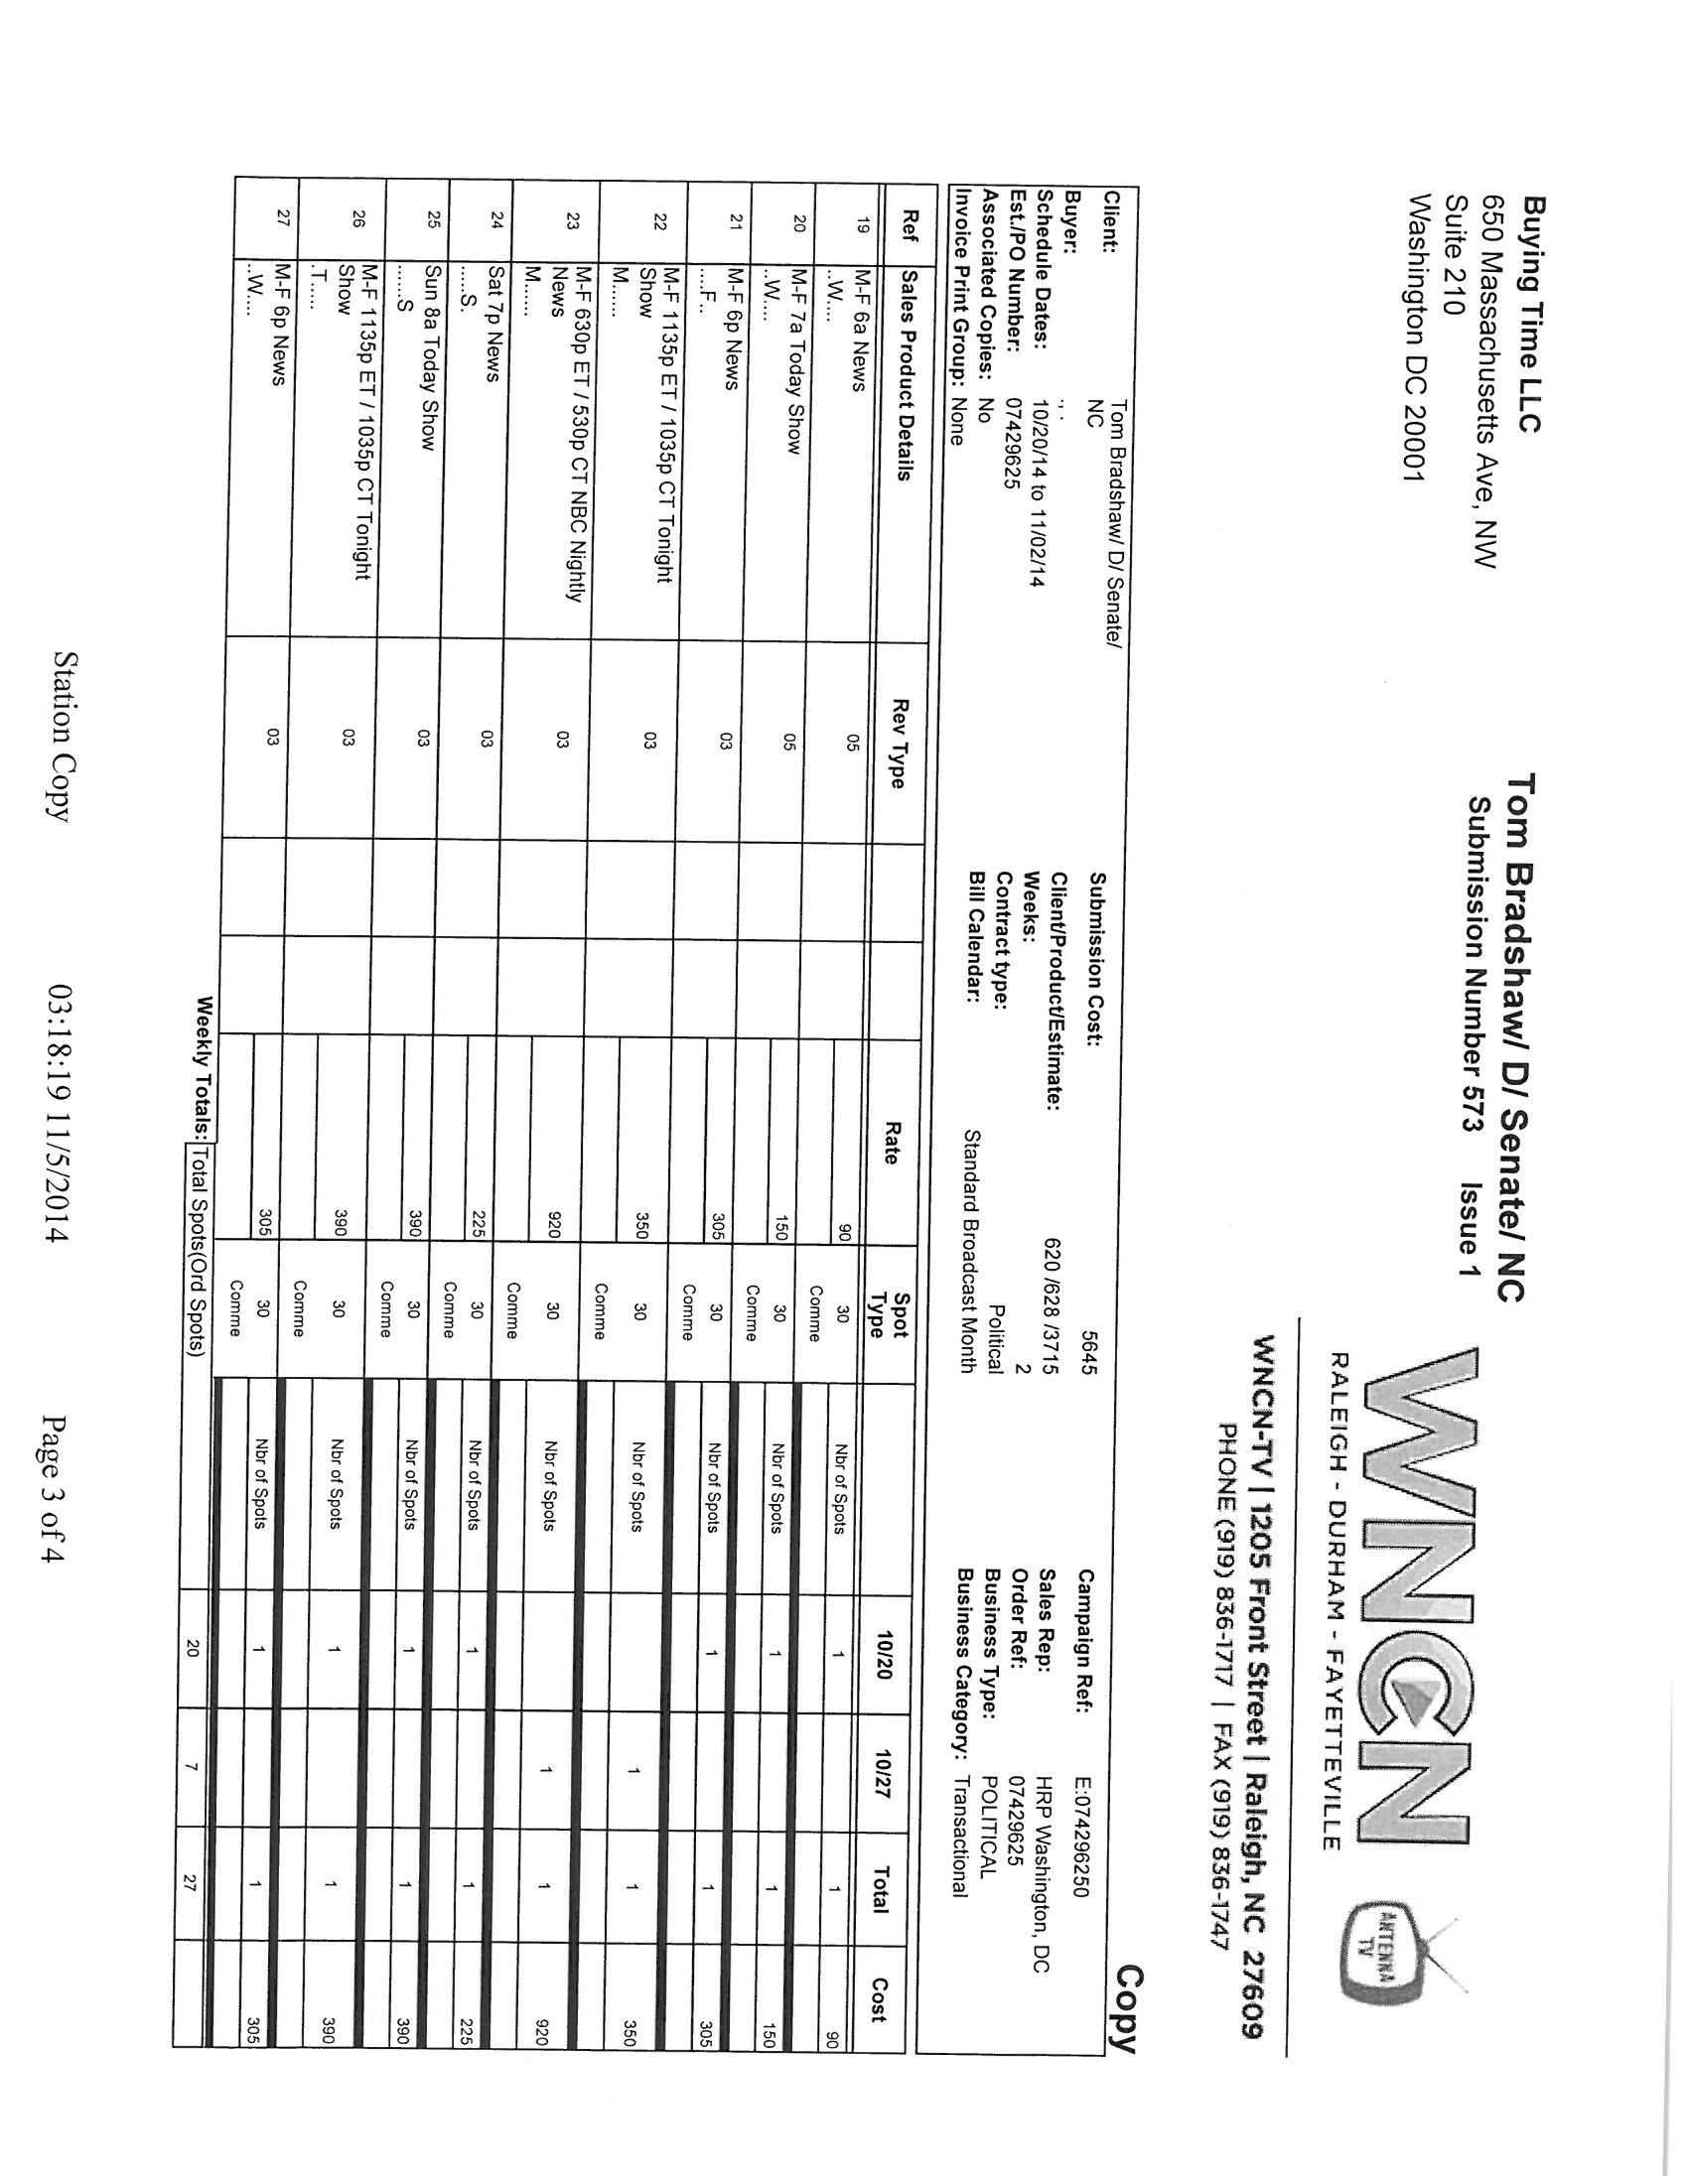 Buying Time LLC
650 Massachusetts Ave, NW
Suite 210
Washington DC 20001
Tom Bradshaw/ D/ Senate/ NC
Submission Number 573 Issue 1
WNCN
RALEIGH - DURHAM - FAYETTEVILLE
ANTENNA
TV
WNCN-TV | 1205 Front Street | Raleigh, NC 27609
PHONE (919) 836-1717 | FAX (919) 836-1747
Copy
Client: Tom Bradshaw/ D/ Senate/ Submission Cost: 5645 Campaign Ref: E:074296250
NC
Buyer: ., . Client/Product/Estimate: 620 /628 /3715 Sales Rep: HRP Washington, DC
Schedule Dates: 10/20/14 to 11/02/14 Weeks: 2 Order Ref: 07429625
Est./PO Number: 07429625 Contract type: Political Business Type: POLITICAL
Associated Copies: No Bill Calendar: Standard Broadcast Month Business Category: Transactional
Invoice Print Group: None
Ref Sales Product Details Rev Type Rate Spot Type 10/20 10/27 Total Cost
19 M-F 6a News 05 90 30 Nbr of Spots 1 1 90
..W.... Comme
20 M-F 7a Today Show 05 150 30 Nbr of Spots 1 1 150
..W.... Comme
21 M-F 6p News 03 305 30 Nbr of Spots 1 1 305
....F.. Comme
22 M-F 1135p ET / 1035p CT Tonight 03 350 30 Nbr of Spots 1 1 350
Show
M...... Comme
23 M-F 630p ET / 530p CT NBC Nightly 03 920 30 Nbr of Spots 1 1 920
News
M...... Comme
24 Sat 7p News 03 225 30 Nbr of Spots 1 1 225
.....S. Comme
25 Sun 8a Today Show 03 390 30 Nbr of Spots 1 1 390
......S Comme
26 M-F 1135p ET / 1035p CT Tonight 03 390 30 Nbr of Spots 1 1 390
Show
.T..... Comme
27 M-F 6p News 03 305 30 Nbr of Spots 1 1 305
..W.... Comme
Weekly Totals: Total Spots(Ord Spots) 20 7 27
Station Copy 03:18:19 11/5/2014 Page 3 of 4